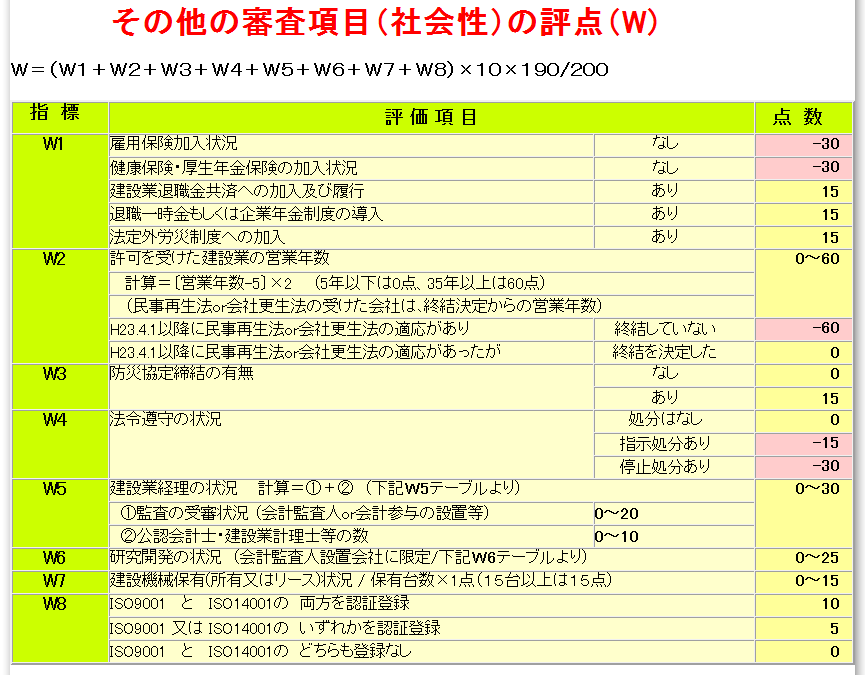 その他の審査項目(社会性)の評点(W)
W=(W1+W2+W3+W4+W5+W6+W7+W8)×10×190/200
指 標 評 価 項 目 点 数
W1 雇用保険加入状況 なし -30
健康保険・厚生年金保険の加入状況 なし -30
建設業退職金共済への加入及び履行 あり 15
退職一時金もしくは企業年金制度の導入 あり 15
法定外労災制度への加入 あり 15
W2 許可を受けた建設業の営業年数 0~60
計算=〔営業年数-5〕×2 (5年以下は0点、35年以上は60点)
(民事再生法or会社更生法の受けた会社は、終結決定からの営業年数)
H23.4.1以降に民事再生法or会社更生法の適応があり 終結していない -60
H23.4.1以降に民事再生法or会社更生法の適応があったが 終結を決定した 0
W3 防災協定締結の有無 なし 0
あり 15
W4 法令遵守の状況 処分はなし 0
指示処分あり -15
停止処分あり -30
W5 建設業経理の状況 計算=①+② (下記W5テーブルより) 0~30
①監査の受審状況 (会計監査人or会計参与の設置等) 0~20
②公認会計士・建設業計理士等の数 0~10
W6 研究開発の状況 (会計監査人設置会社に限定/下記W6テーブルより) 0~25
W7 建設機械保有(所有又はリース)状況 / 保有台数×1点(15台以上は15点) 0~15
W8 ISO9001 と ISO14001の 両方を認証登録 10
ISO9001 又は ISO14001の いずれかを認証登録 5
ISO9001 と ISO14001の どちらも登録なし 0